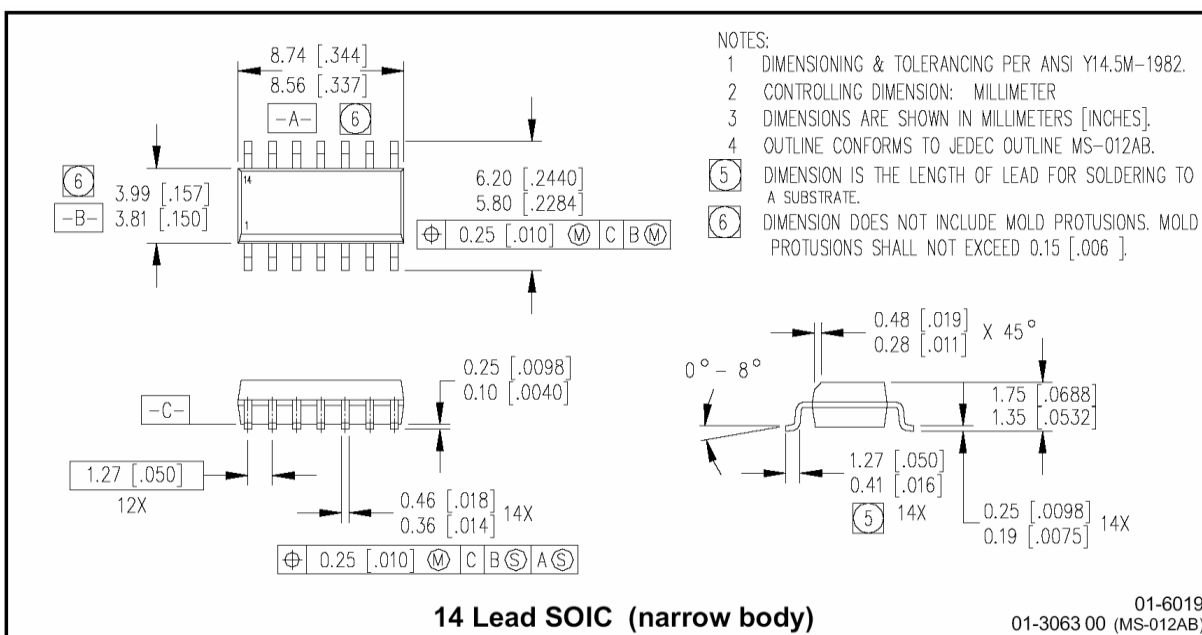 8.74 [.344]
8.56 [.337]
-A- 6
14
1
6
3.99 [.157]
-B- 3.81 [.150]
6.20 [.2440]
5.80 [.2284]
⌖ 0.25 [.010] Ⓜ C B Ⓜ
NOTES:
1 DIMENSIONING & TOLERANCING PER ANSI Y14.5M-1982.
2 CONTROLLING DIMENSION: MILLIMETER
3 DIMENSIONS ARE SHOWN IN MILLIMETERS [INCHES].
4 OUTLINE CONFORMS TO JEDEC OUTLINE MS-012AB.
5 DIMENSION IS THE LENGTH OF LEAD FOR SOLDERING TO
A SUBSTRATE.
6 DIMENSION DOES NOT INCLUDE MOLD PROTUSIONS. MOLD
PROTUSIONS SHALL NOT EXCEED 0.15 [.006 ].
0.25 [.0098]
0.10 [.0040]
-C-
1.27 [.050]
12X
0.46 [.018]
0.36 [.014] 14X
⌖ 0.25 [.010] Ⓜ C B Ⓢ A Ⓢ
0.48 [.019]
0.28 [.011] X 45°
0° - 8°
1.75 [.0688]
1.35 [.0532]
1.27 [.050]
0.41 [.016]
5 14X
0.25 [.0098]
0.19 [.0075] 14X
14 Lead SOIC (narrow body)
01-6019
01-3063 00 (MS-012AB)